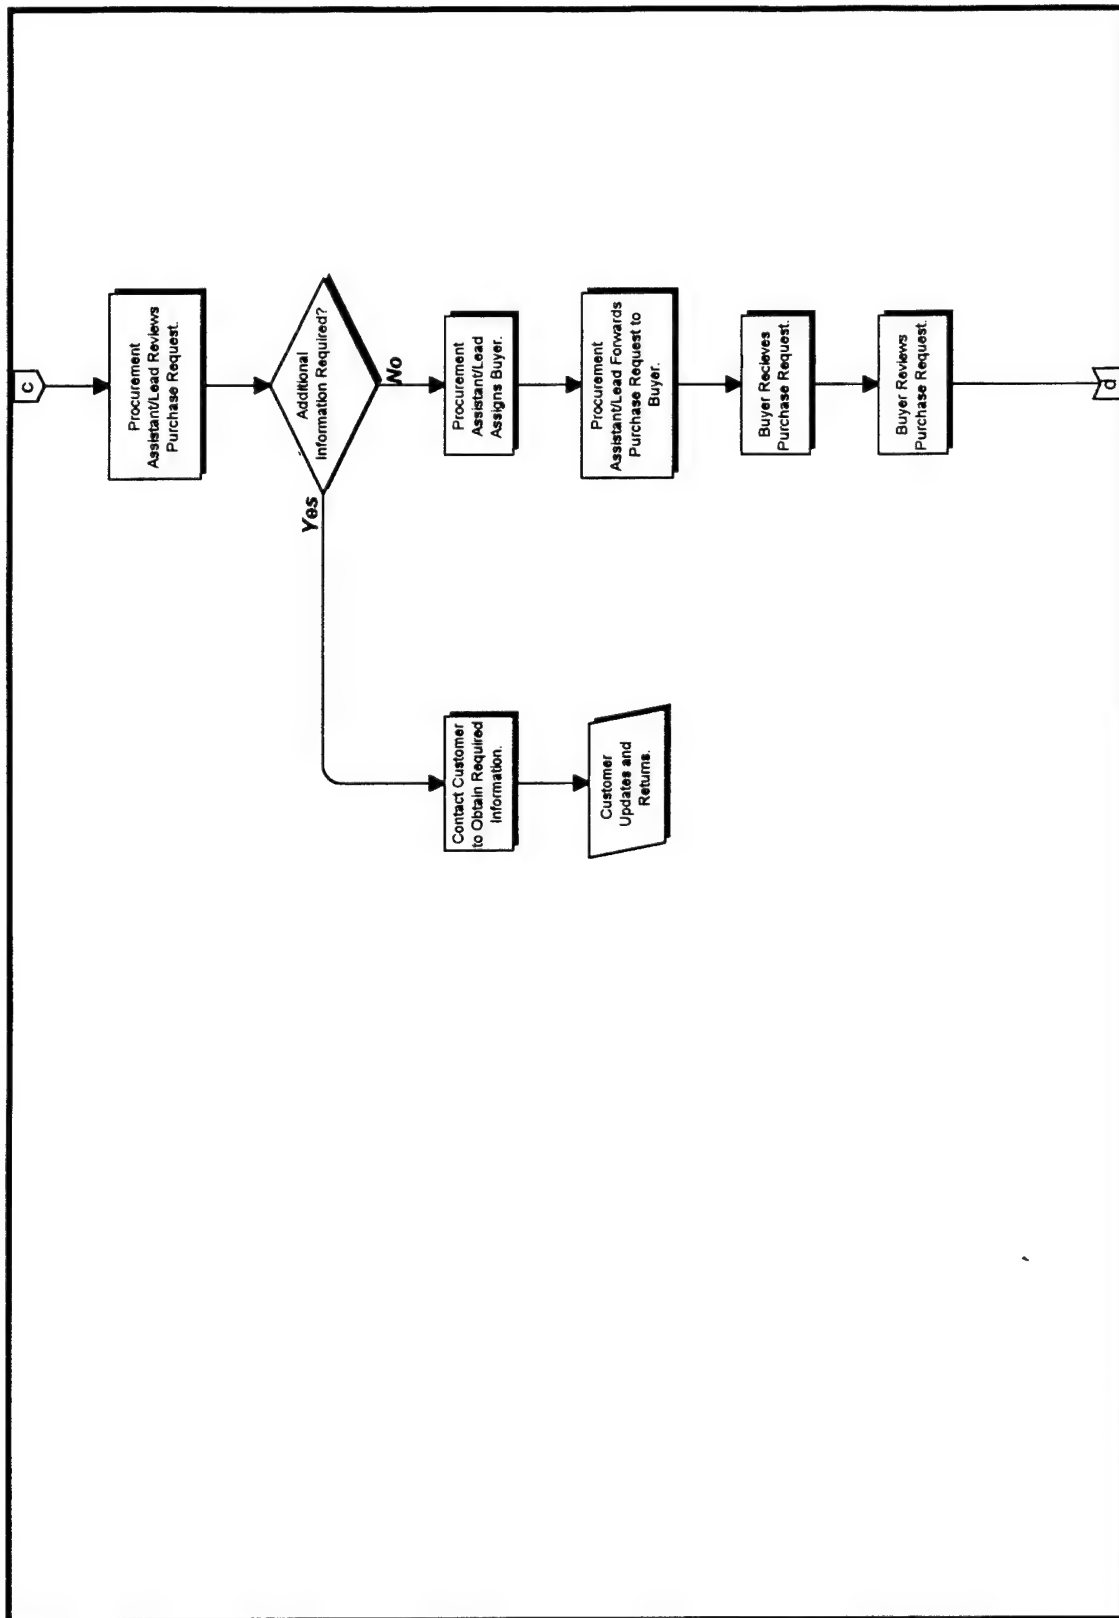 c
Procurement
Assistant/Lead Reviews
Purchase Request.
Additional
Information Required?
Yes
No
Contact Customer
to Obtain Required
Information.
Procurement
Assistant/Lead
Assigns Buyer.
Customer
Updates and
Returns.
Procurement
Assistant/Lead Forwards
Purchase Request to
Buyer.
Buyer Recieves
Purchase Request.
Buyer Reviews
Purchase Request.
d